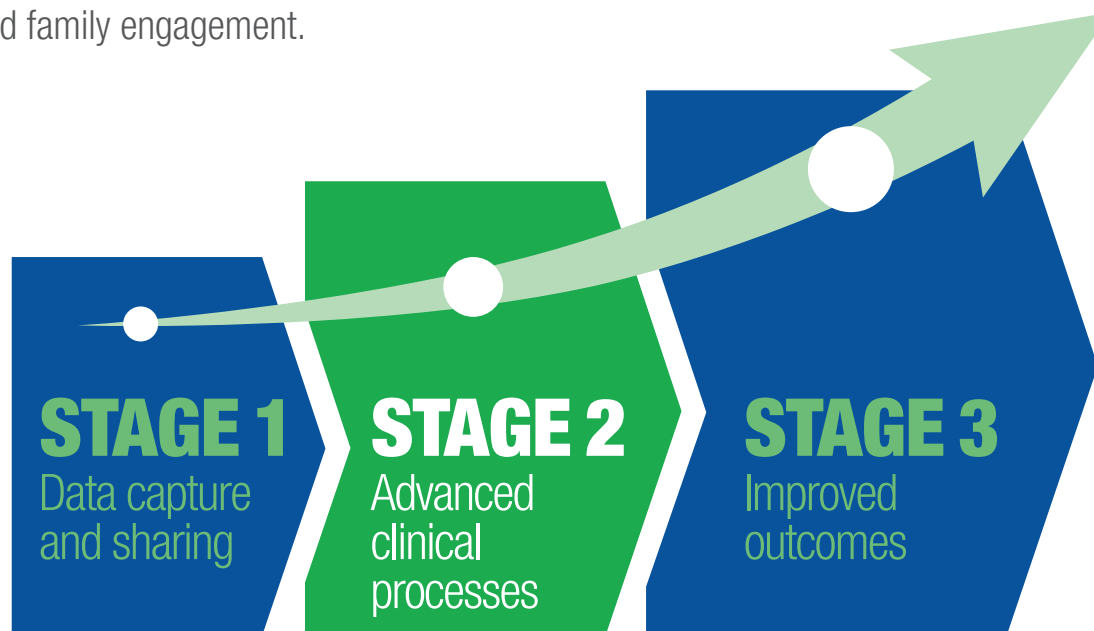 d family engagement.
STAGE 1
Data capture
and sharing
STAGE 2
Advanced
clinical
processes
STAGE 3
Improved
outcomes